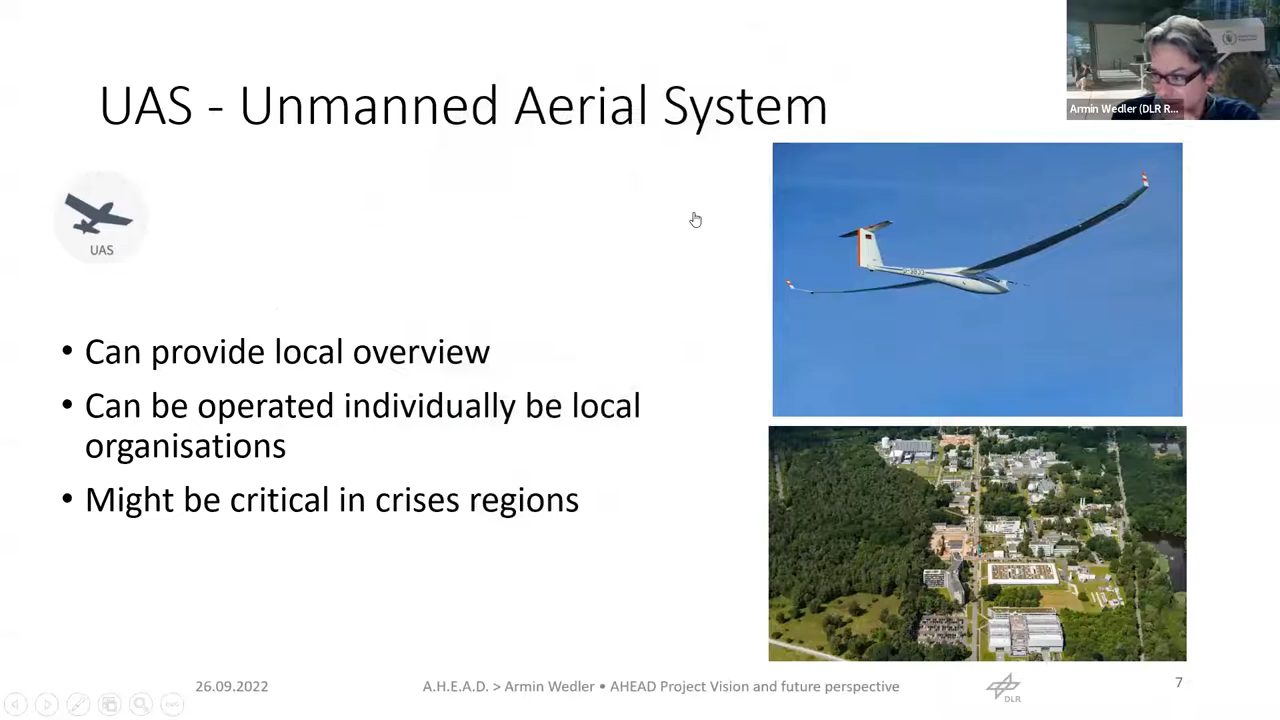 UAS - Unmanned Aerial System
Armin Wedler (DLR R...
UAS
• Can provide local overview
• Can be operated individually be local
organisations
• Might be critical in crises regions
26.09.2022
A.H.E.A.D. > Armin Wedler • AHEAD Project Vision and future perspective
DLR
7